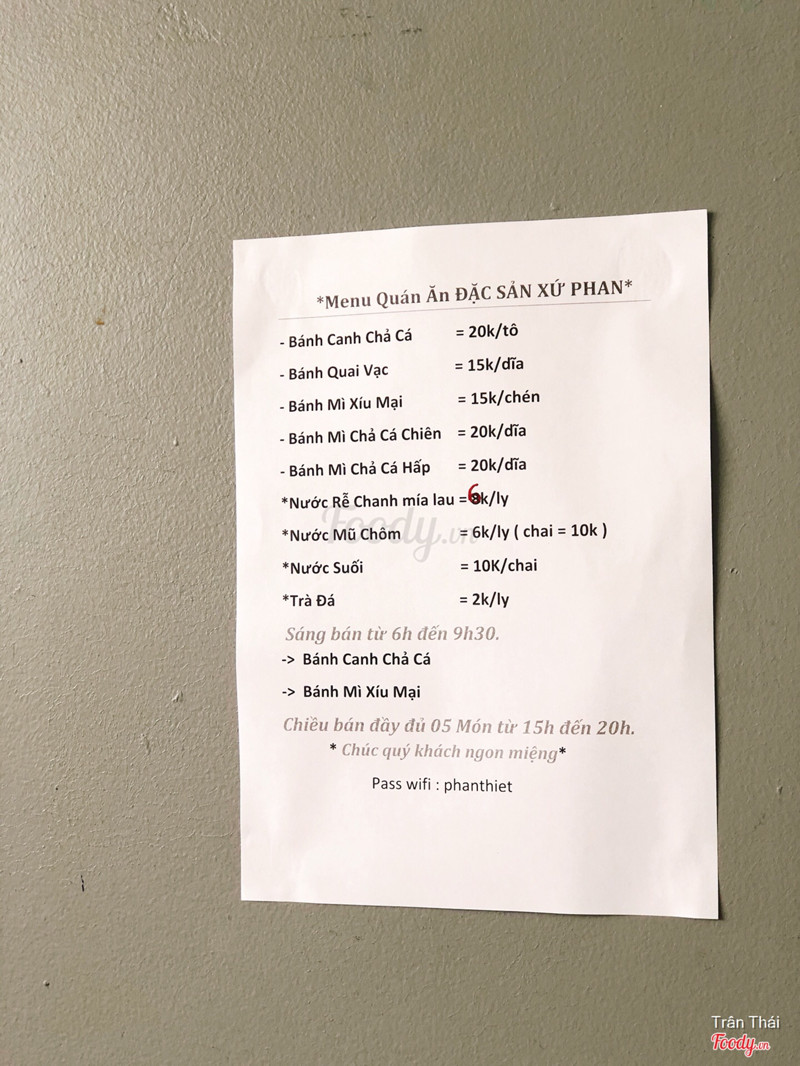 *Menu Quán Ăn ĐẶC SẢN XỨ PHAN*
- Bánh Canh Chả Cá = 20k/tô
- Bánh Quai Vạc = 15k/dĩa
- Bánh Mì Xíu Mại = 15k/chén
- Bánh Mì Chả Cá Chiên = 20k/dĩa
- Bánh Mì Chả Cá Hấp = 20k/dĩa
*Nước Rễ Chanh mía lau = 6k/ly
*Nước Mũ Chôm = 6k/ly ( chai = 10k )
*Nước Suối = 10K/chai
*Trà Đá = 2k/ly
Sáng bán từ 6h đến 9h30.
-> Bánh Canh Chả Cá
-> Bánh Mì Xíu Mại
Chiều bán đầy đủ 05 Món từ 15h đến 20h.
* Chúc quý khách ngon miệng*
Pass wifi : phanthiet
Foody.vn
Trân Thái
Foody.vn